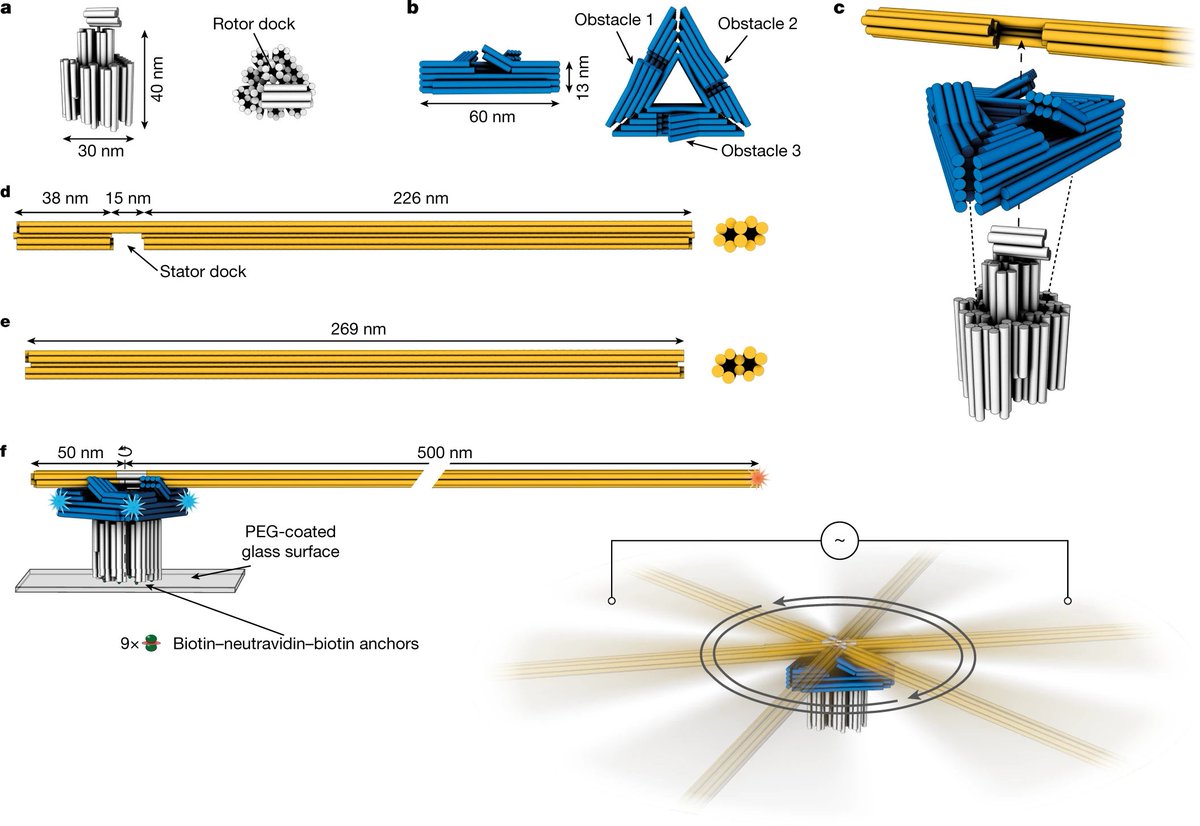 a
40 nm
30 nm
Rotor dock
b
13 nm
60 nm
Obstacle 1
Obstacle 2
Obstacle 3
c
d
38 nm
15 nm
226 nm
Stator dock
e
269 nm
f
50 nm
500 nm
PEG-coated
glass surface
9×
Biotin–neutravidin–biotin anchors
~